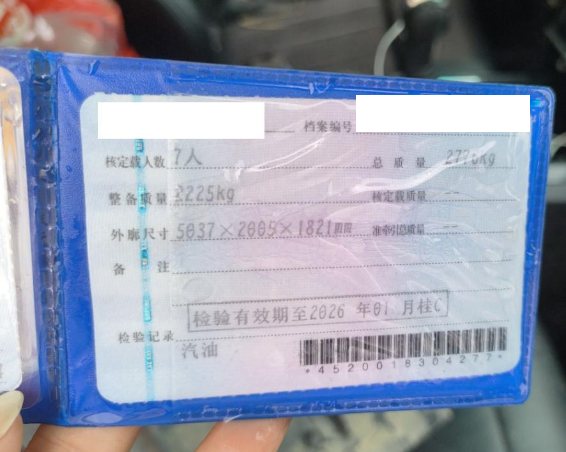 档案编号
核定载人数 7人 总质量 2770kg
整备质量 2225kg 核定载质量 --
外廓尺寸 5037×2005×1821mm 准牵引总质量 --
备注
检验有效期至2026年01月桂C
检验记录
汽油
*4520018304277*